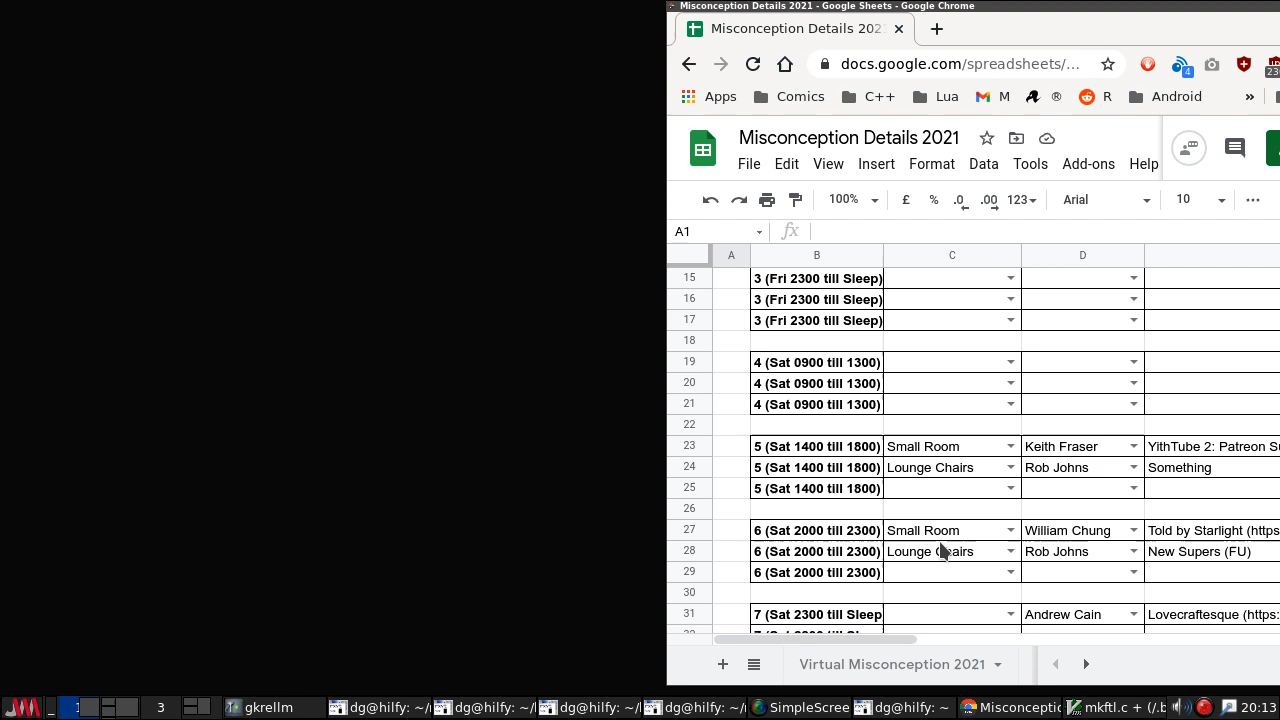 Misconception Details 2021 - Google Sheets - Google Chrome
Misconception Details 202
docs.google.com/spreadsheets/...
4
23
Apps Comics C++ Lua M ® R Android »
Misconception Details 2021
File Edit View Insert Format Data Tools Add-ons Help
100% £ % .0 .00 123 Arial 10
A1 fx
A B C D
15 3 (Fri 2300 till Sleep)
16 3 (Fri 2300 till Sleep)
17 3 (Fri 2300 till Sleep)
18
19 4 (Sat 0900 till 1300)
20 4 (Sat 0900 till 1300)
21 4 (Sat 0900 till 1300)
22
23 5 (Sat 1400 till 1800) Small Room Keith Fraser YithTube 2: Patreon S
24 5 (Sat 1400 till 1800) Lounge Chairs Rob Johns Something
25 5 (Sat 1400 till 1800)
26
27 6 (Sat 2000 till 2300) Small Room William Chung Told by Starlight (https
28 6 (Sat 2000 till 2300) Lounge Chairs Rob Johns New Supers (FU)
29 6 (Sat 2000 till 2300)
30
31 7 (Sat 2300 till Sleep Andrew Cain Lovecraftesque (https:
Virtual Misconception 2021
3 gkrellm dg@hilfy: ~/ dg@hilfy: ~/ dg@hilfy: ~/ dg@hilfy: ~/ SimpleScree dg@hilfy: ~ Misconceptio mkftl.c + (/.b 20:13